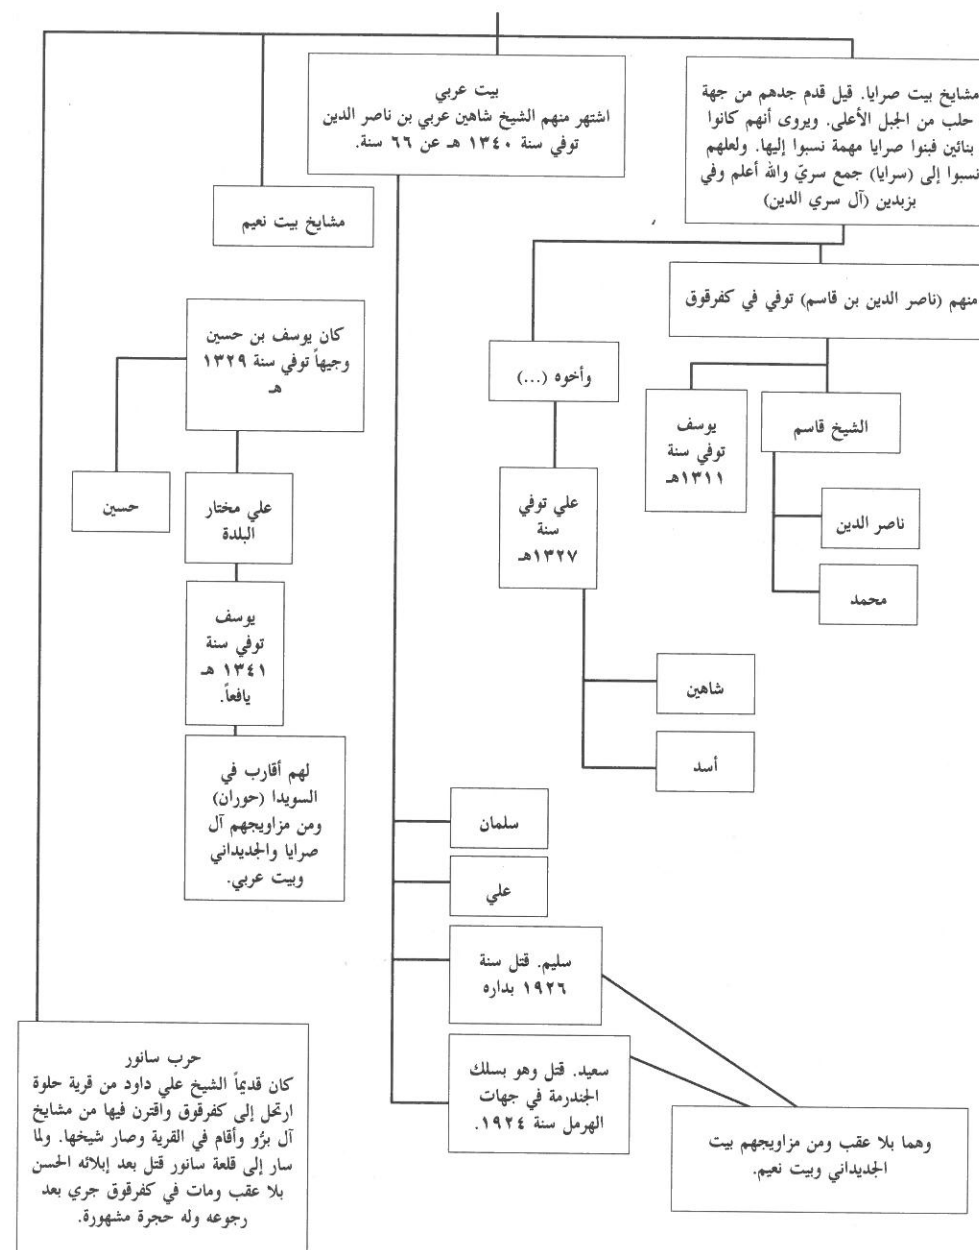 مشايخ بيت صرايا. قيل قدم جدهم من جهة
حلب من الجبل الأعلى. ويروى أنهم كانوا
بنائين فبنوا صرايا مهمة نسبوا إليها. ولعلهم
نسبوا إلى (سرايا) جمع سريّ والله أعلم وفي
بزبدين (آل سري الدين)
منهم (ناصر الدين بن قاسم) توفي في كفرقوق
الشيخ قاسم
ناصر الدين
محمد
يوسف
توفي سنة
١٣١١هـ
وأخوه (...)
علي توفي
سنة
١٣٢٧هـ
شاهين
أسد
بيت عربي
اشتهر منهم الشيخ شاهين عربي بن ناصر الدين
توفي سنة ١٣٤٠ هـ عن ٦٦ سنة.
سلمان
علي
سليم. قتل سنة
١٩٢٦ بداره
سعيد. قتل وهو بسلك
الجندرمة في جهات
الهرمل سنة ١٩٢٤.
وهما بلا عقب ومن مزاويجهم بيت
الجديداني وبيت نعيم.
مشايخ بيت نعيم
كان يوسف بن حسين
وجيهاً توفي سنة ١٣٢٩
هـ
حسين
علي مختار
البلدة
يوسف
توفي سنة
١٣٤١ هـ
يافعاً.
لهم أقارب في
السويدا (حوران)
ومن مزاويجهم آل
صرايا والجديداني
وبيت عربي.
حرب سانور
كان قديماً الشيخ علي داود من قرية حلوة
ارتحل إلى كفرقوق واقترن فيها من مشايخ
آل برُّو وأقام في القرية وصار شيخها. ولما
سار إلى قلعة سانور قتل بعد إبلائه الحسن
بلا عقب ومات في كفرقوق جري بعد
رجوعه وله حجرة مشهورة.